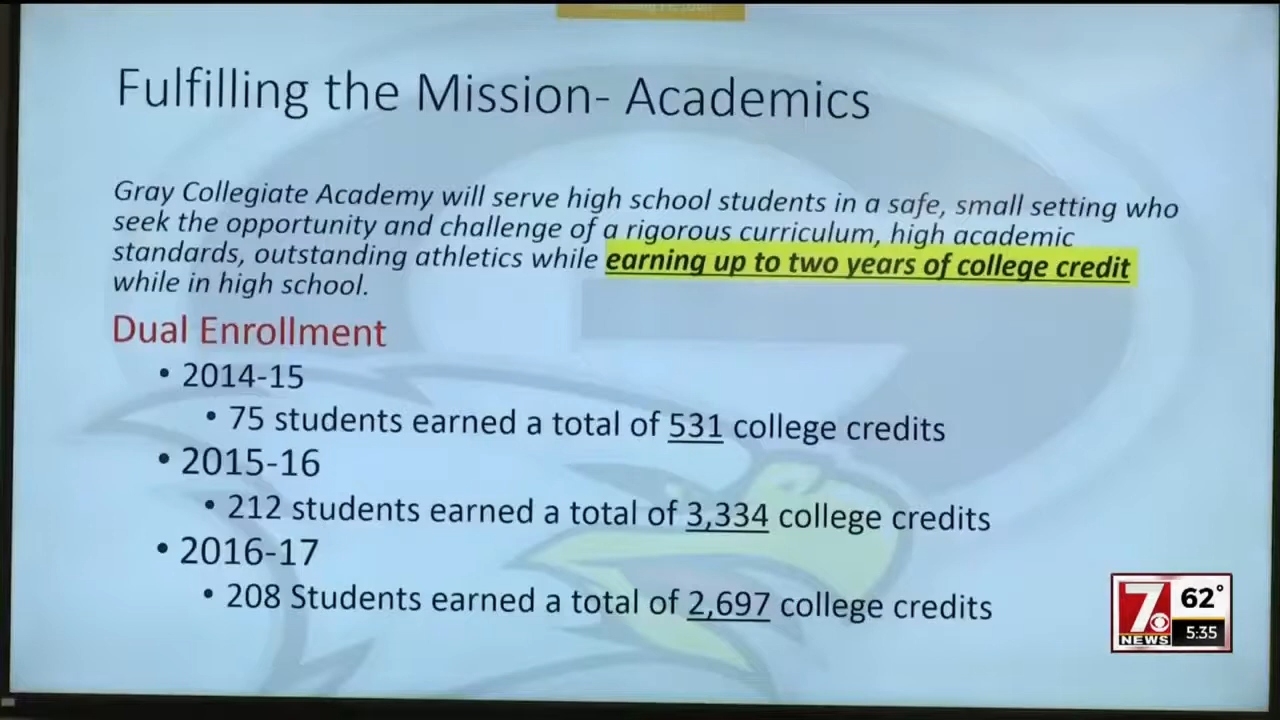 Fulfilling the Mission- Academics
Gray Collegiate Academy will serve high school students in a safe, small setting who
seek the opportunity and challenge of a rigorous curriculum, high academic
standards, outstanding athletics while earning up to two years of college credit
while in high school.
Dual Enrollment
• 2014-15
• 75 students earned a total of 531 college credits
• 2015-16
• 212 students earned a total of 3,334 college credits
• 2016-17
• 208 Students earned a total of 2,697 college credits
7 62°
NEWS 5:35